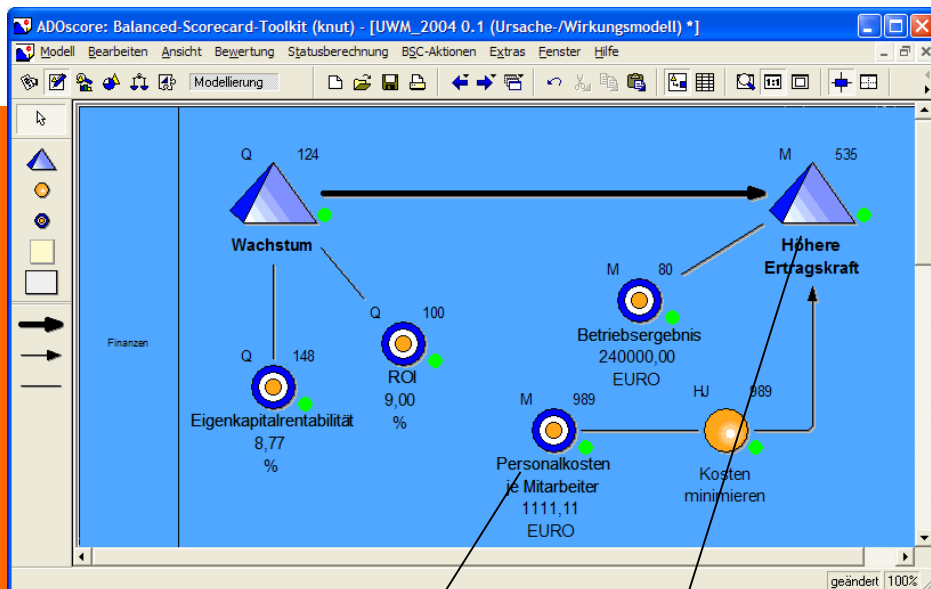 ADOscore: Balanced-Scorecard-Toolkit (knut) - [UWM_2004 0.1 (Ursache-/Wirkungsmodell) *]
Modell Bearbeiten Ansicht Bewertung Statusberechnung BSC-Aktionen Extras Fenster Hilfe
Modellierung
1:1
Q 124
M 535
Wachstum
Höhere
Ertragskraft
M 80
Q 100
Betriebsergebnis
240000,00
EURO
Finanzen
Q 148
ROI
9,00
%
Eigenkapitalrentabilität
8,77
%
M 989
HJ 989
Personalkosten
je Mitarbeiter
1111,11
EURO
Kosten
minimieren
geändert 100%